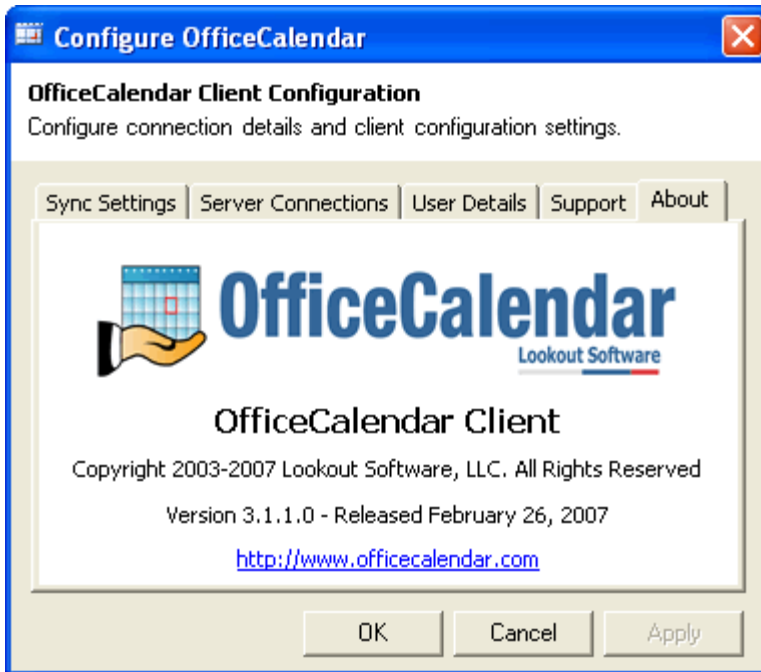 Configure OfficeCalendar
OfficeCalendar Client Configuration
Configure connection details and client configuration settings.
Sync Settings
Server Connections
User Details
Support
About
OfficeCalendar
Lookout Software
OfficeCalendar Client
Copyright 2003-2007 Lookout Software, LLC. All Rights Reserved
Version 3.1.1.0 - Released February 26, 2007
http://www.officecalendar.com
OK
Cancel
Apply